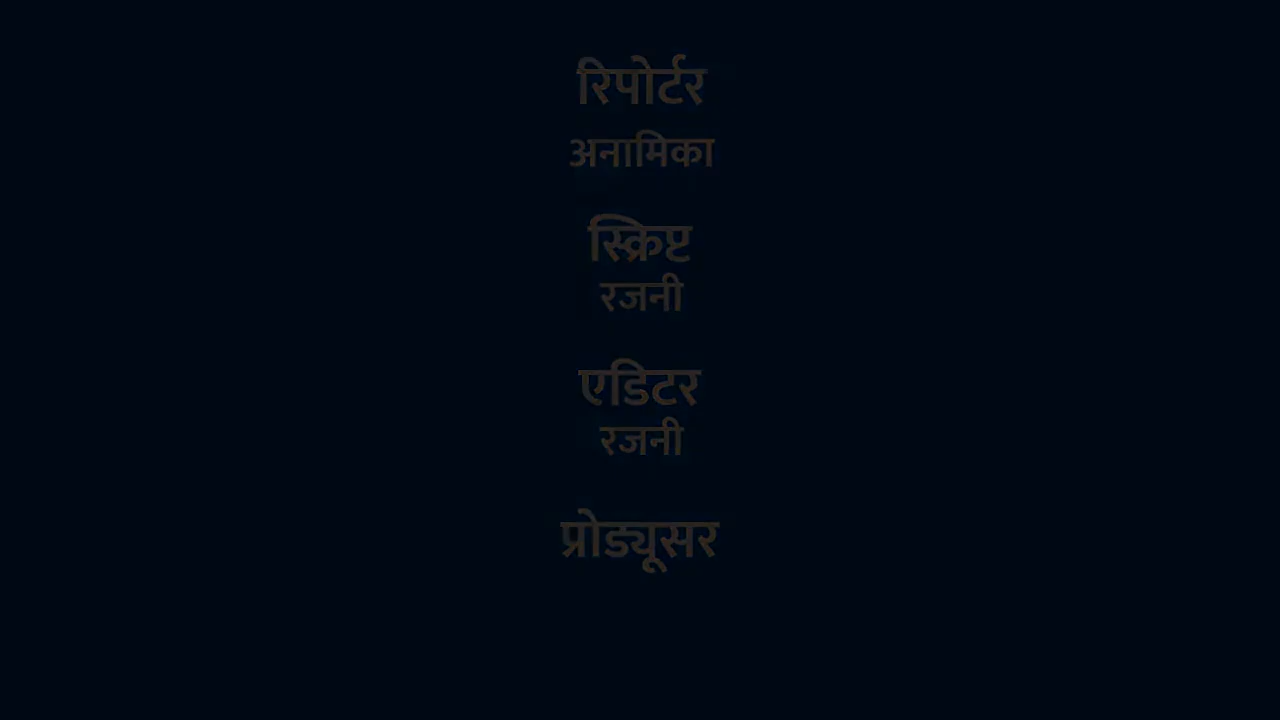 रिपोर्टर
अनामिका
स्क्रिप्ट
रजनी
एडिटर
रजनी
प्रोड्यूसर